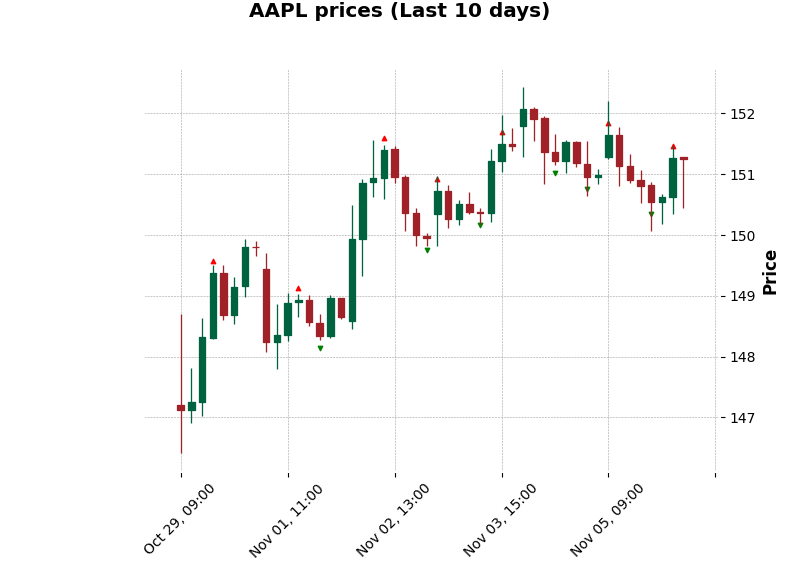 AAPL prices (Last 10 days)
152
151
150
149
148
147
Price
Oct 29, 09:00
Nov 01, 11:00
Nov 02, 13:00
Nov 03, 15:00
Nov 05, 09:00